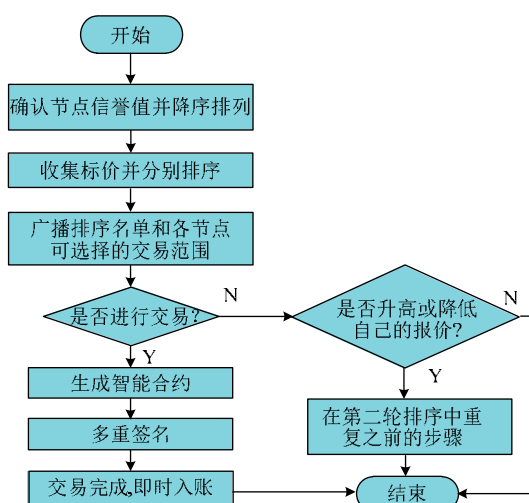 开始
确认节点信誉值并降序排列
收集标价并分别排序
广播排序名单和各节点
可选择的交易范围
是否进行交易?
N
Y
生成智能合约
多重签名
交易完成,即时入账
是否升高或降低
自己的报价?
N
Y
在第二轮排序中重
复之前的步骤
结束